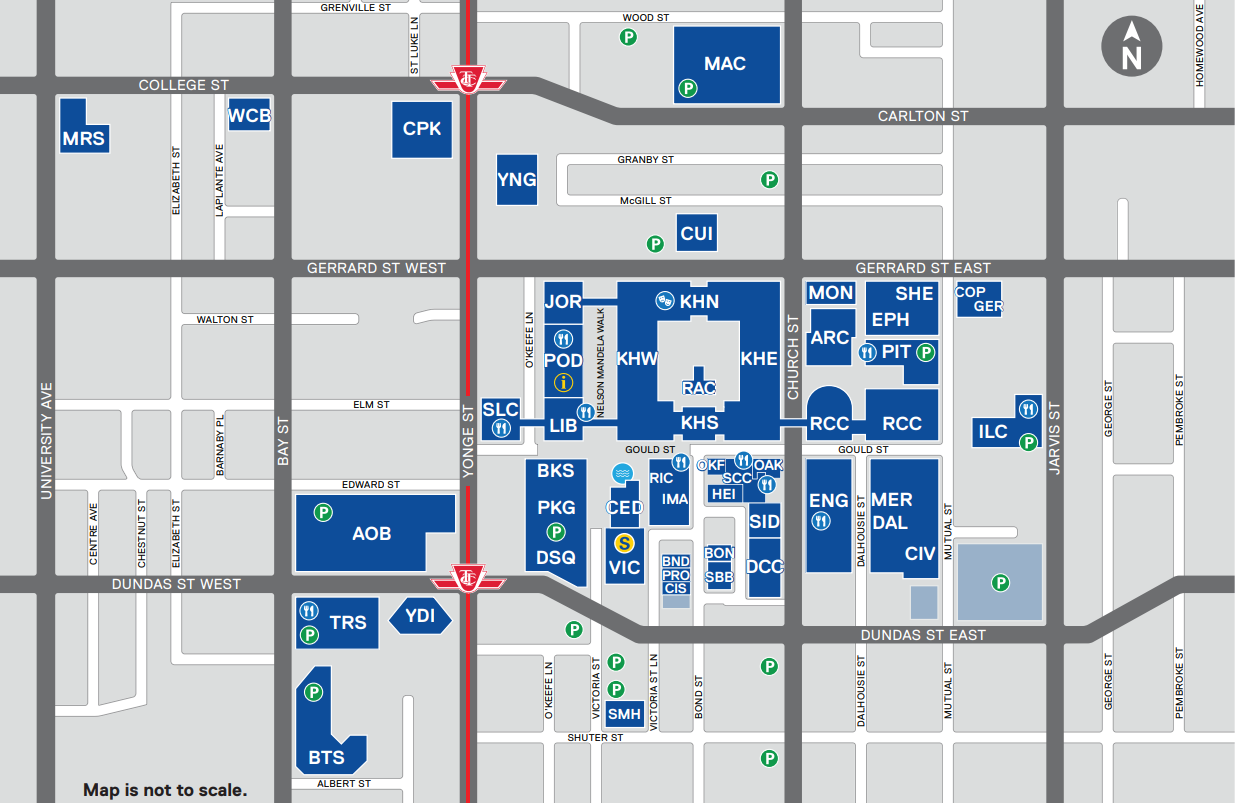 GRENVILLE ST
ST LUKE LN
WOOD ST
P
MAC
P
N
HOMEWOOD AVE
COLLEGE ST
TTC
CARLTON ST
MRS
WCB
CPK
ELIZABETH ST
LAPLANTE AVE
YNG
GRANBY ST
P
McGILL ST
CUI
P
GERRARD ST WEST
GERRARD ST EAST
JOR
KHN
MON
SHE
EPH
COP
GER
WALTON ST
O'KEEFE LN
POD
i
NELSON MANDELA WALK
KHW
KHE
RAC
CHURCH ST
ARC
PIT
P
UNIVERSITY AVE
BAY ST
ELM ST
BARNABY PL
YONGE ST
SLC
LIB
KHS
RCC
RCC
ILC
P
JARVIS ST
GEORGE ST
PEMBROKE ST
GOULD ST
GOULD ST
EDWARD ST
BKS
PKG
P
DSQ
CED
S
VIC
RIC
IMA
OKF
SCC
OAK
HEI
SID
DCC
BON
SBB
BND
PRO
CIS
ENG
DALHOUSIE ST
MER
DAL
CIV
MUTUAL ST
P
CENTRE AVE
CHESTNUT ST
ELIZABETH ST
P
AOB
DUNDAS ST WEST
TTC
DUNDAS ST EAST
TRS
P
YDI
P
P
P
P
SMH
P
BTS
O'KEEFE LN
VICTORIA ST
VICTORIA ST LN
BOND ST
P
DALHOUSIE ST
MUTUAL ST
GEORGE ST
PEMBROKE ST
SHUTER ST
ALBERT ST
Map is not to scale.